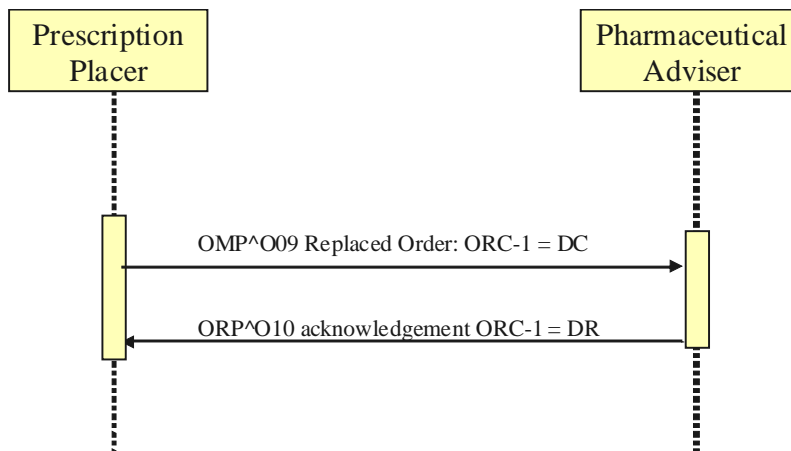 Prescription
Placer
Pharmaceutical
Adviser
OMP^O09 Replaced Order: ORC-1 = DC
ORP^O10 acknowledgement ORC-1 = DR